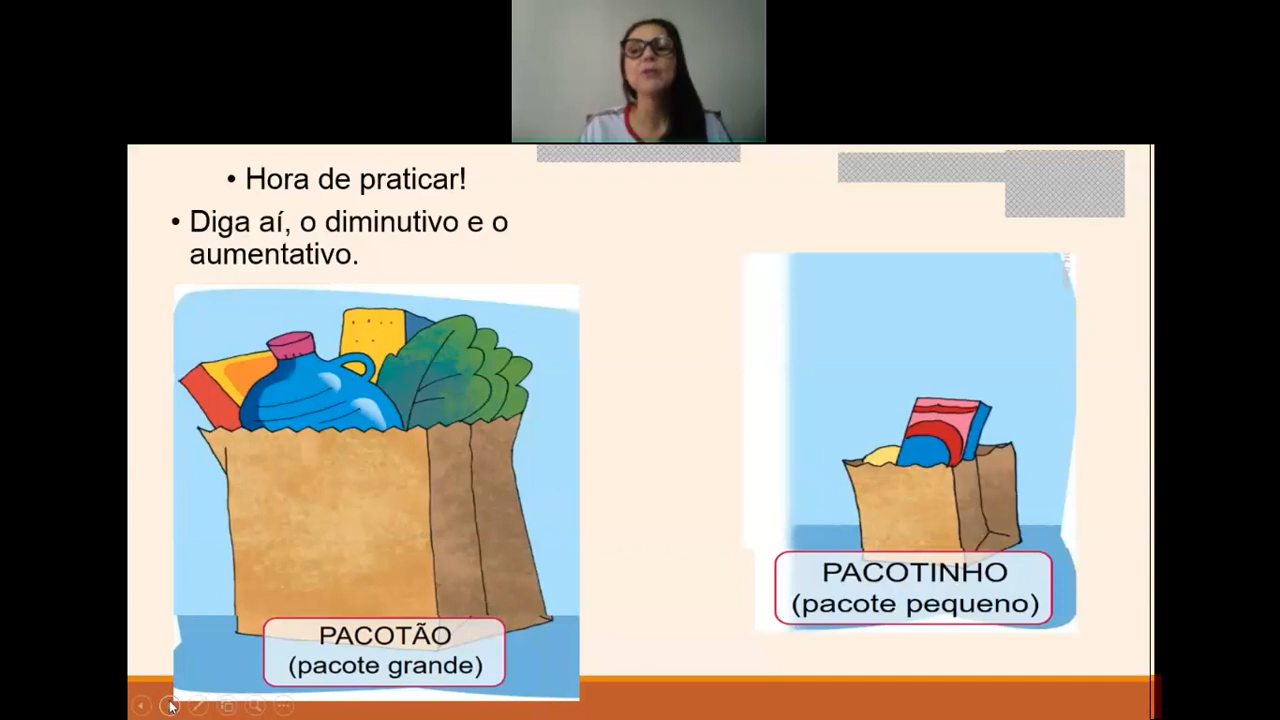 • Hora de praticar!
• Diga aí, o diminutivo e o
aumentativo.
PACOTÃO
(pacote grande)
PACOTINHO
(pacote pequeno)